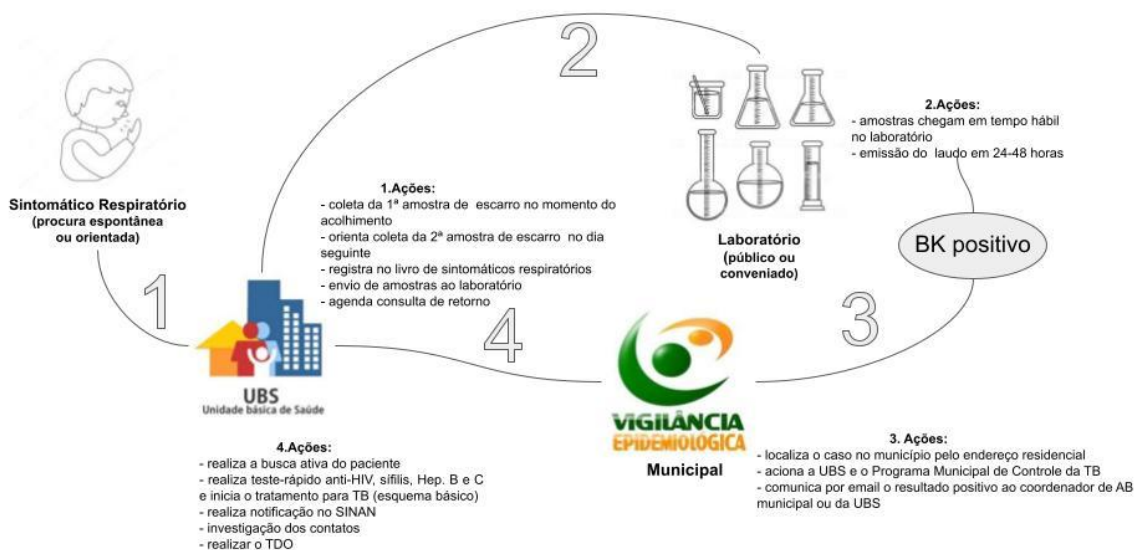 2
Sintomático Respiratório
(procura espontânea
ou orientada)
1
1.Ações:
- coleta da 1ª amostra de escarro no momento do
acolhimento
- orienta coleta da 2ª amostra de escarro no dia
seguinte
- registra no livro de sintomáticos respiratórios
- envio de amostras ao laboratório
- agenda consulta de retorno
Laboratório
(público ou
conveniado)
2.Ações:
- amostras chegam em tempo hábil
no laboratório
- emissão do laudo em 24-48 horas
BK positivo
3
4
UBS
Unidade básica de Saúde
VIGILÂNCIA
EPIDEMIOLÓGICA
Municipal
3. Ações:
- localiza o caso no município pelo endereço residencial
- aciona a UBS e o Programa Municipal de Controle da TB
- comunica por email o resultado positivo ao coordenador de AB
municipal ou da UBS
4.Ações:
- realiza a busca ativa do paciente
- realiza teste-rápido anti-HIV, sífilis, Hep. B e C
e inicia o tratamento para TB (esquema básico)
- realiza notificação no SINAN
- investigação dos contatos
- realizar o TDO